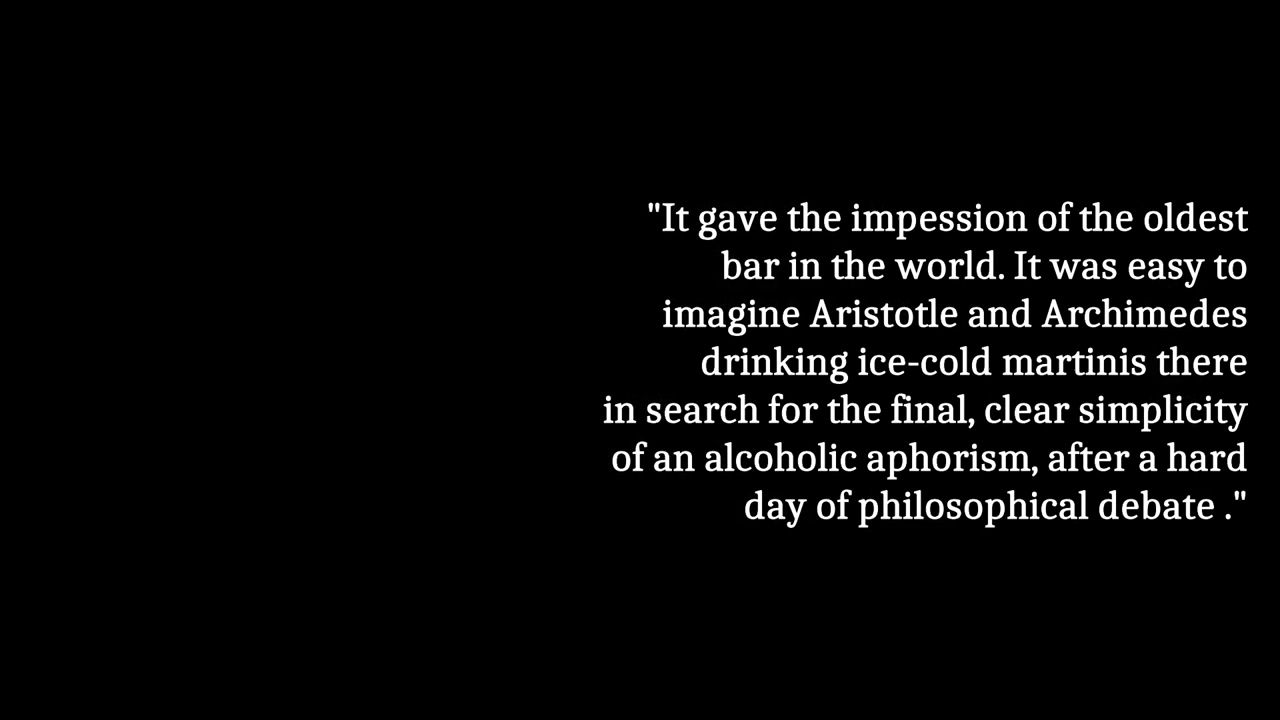 "It gave the impession of the oldest
bar in the world. It was easy to
imagine Aristotle and Archimedes
drinking ice-cold martinis there
in search for the final, clear simplicity
of an alcoholic aphorism, after a hard
day of philosophical debate ."